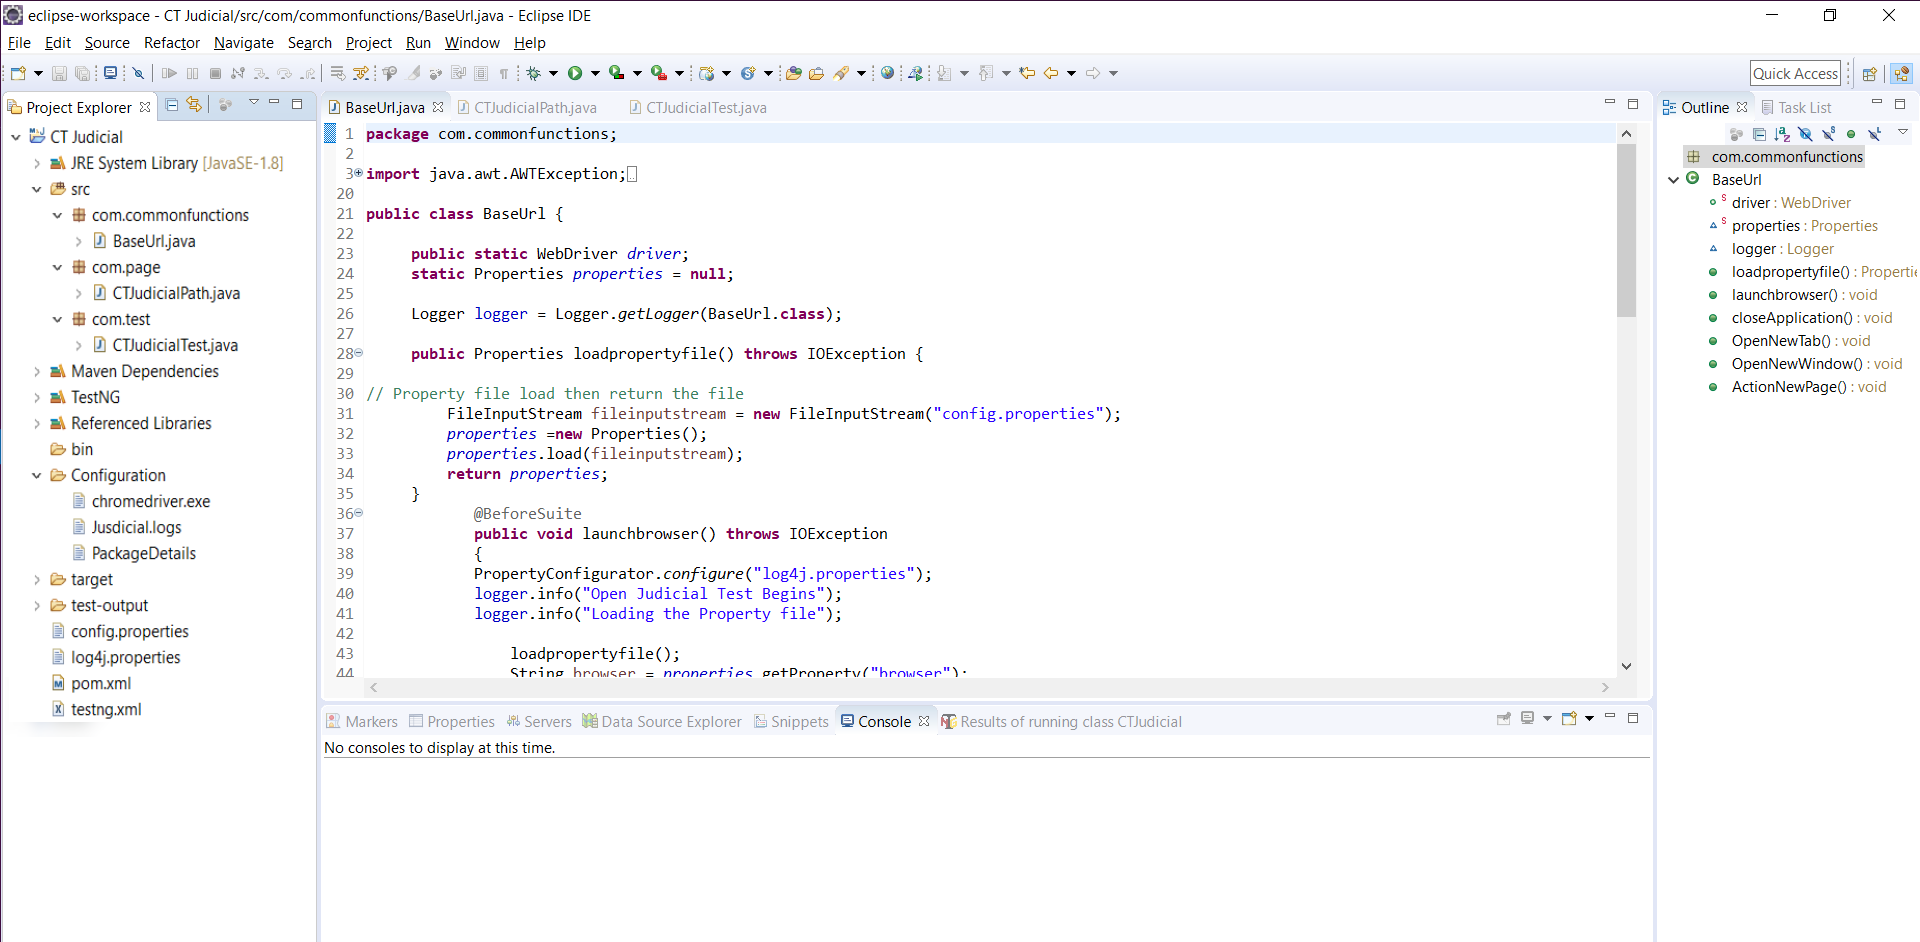 eclipse-workspace - CT Judicial/src/com/commonfunctions/BaseUrl.java - Eclipse IDE
File Edit Source Refactor Navigate Search Project Run Window Help
Quick Access
Project Explorer
CT Judicial
JRE System Library [JavaSE-1.8]
src
com.commonfunctions
BaseUrl.java
com.page
CTJudicialPath.java
com.test
CTJudicialTest.java
Maven Dependencies
TestNG
Referenced Libraries
bin
Configuration
chromedriver.exe
Jusdicial.logs
PackageDetails
target
test-output
config.properties
log4j.properties
pom.xml
testng.xml
BaseUrl.java CTJudicialPath.java CTJudicialTest.java
1 package com.commonfunctions;
2
3 import java.awt.AWTException;
20
21 public class BaseUrl {
22
23 public static WebDriver driver;
24 static Properties properties = null;
25
26 Logger logger = Logger.getLogger(BaseUrl.class);
27
28 public Properties loadpropertyfile() throws IOException {
29
30 // Property file load then return the file
31 FileInputStream fileinputstream = new FileInputStream("config.properties");
32 properties =new Properties();
33 properties.load(fileinputstream);
34 return properties;
35 }
36 @BeforeSuite
37 public void launchbrowser() throws IOException
38 {
39 PropertyConfigurator.configure("log4j.properties");
40 logger.info("Open Judicial Test Begins");
41 logger.info("Loading the Property file");
42
43 loadpropertyfile();
44 String browser = properties.getProperty("browser");
Markers Properties Servers Data Source Explorer Snippets Console Results of running class CTJudicial
No consoles to display at this time.
Outline Task List
com.commonfunctions
BaseUrl
driver : WebDriver
properties : Properties
logger : Logger
loadpropertyfile() : Propertie
launchbrowser() : void
closeApplication() : void
OpenNewTab() : void
OpenNewWindow() : void
ActionNewPage() : void